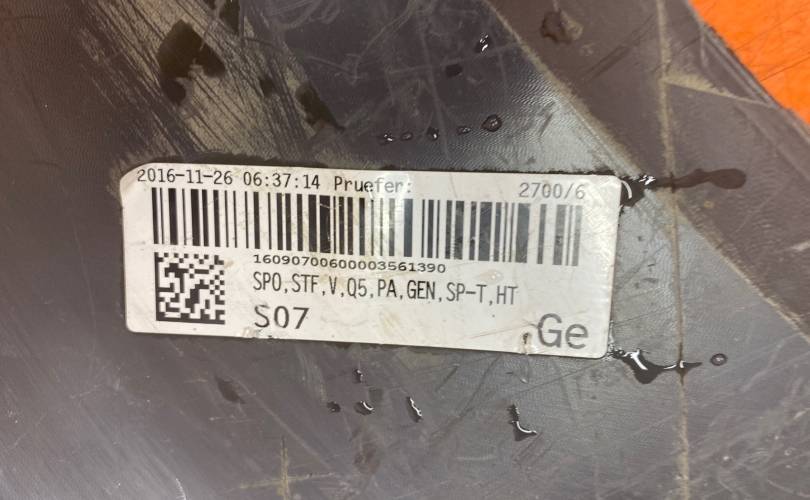 2016-11-26 06:37:14 Pruefer: 2700/6
16090700600003561390
SPO,STF,V,Q5,PA,GEN,SP-T,HT
S07 Ge